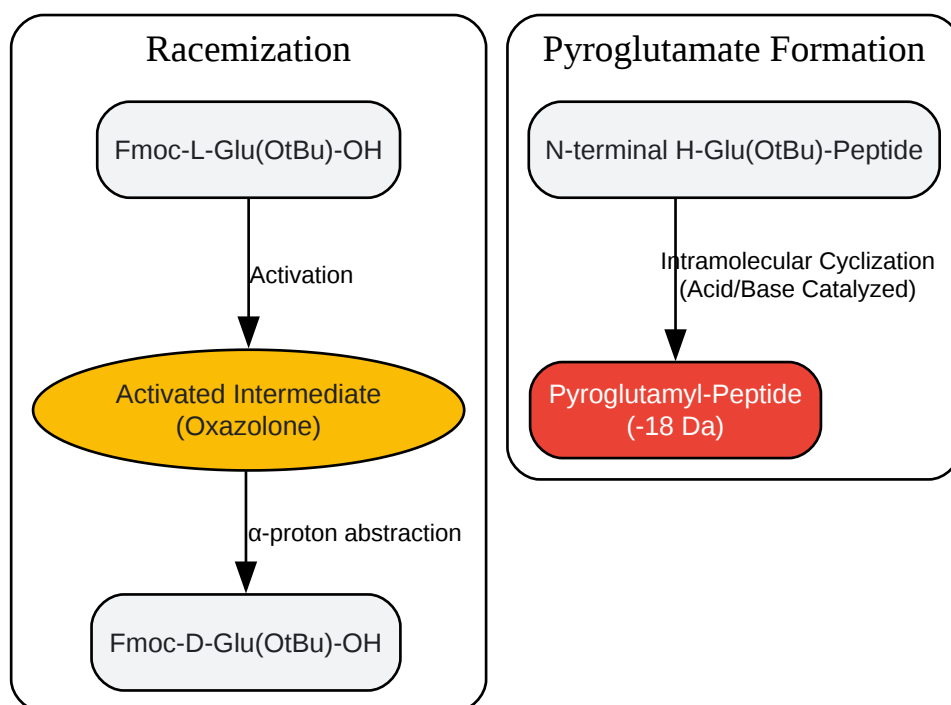 Racemization
Fmoc-L-Glu(OtBu)-OH
Activation
Activated Intermediate
(Oxazolone)
α-proton abstraction
Fmoc-D-Glu(OtBu)-OH
Pyroglutamate Formation
N-terminal H-Glu(OtBu)-Peptide
Intramolecular Cyclization
(Acid/Base Catalyzed)
Pyroglutamyl-Peptide
(-18 Da)